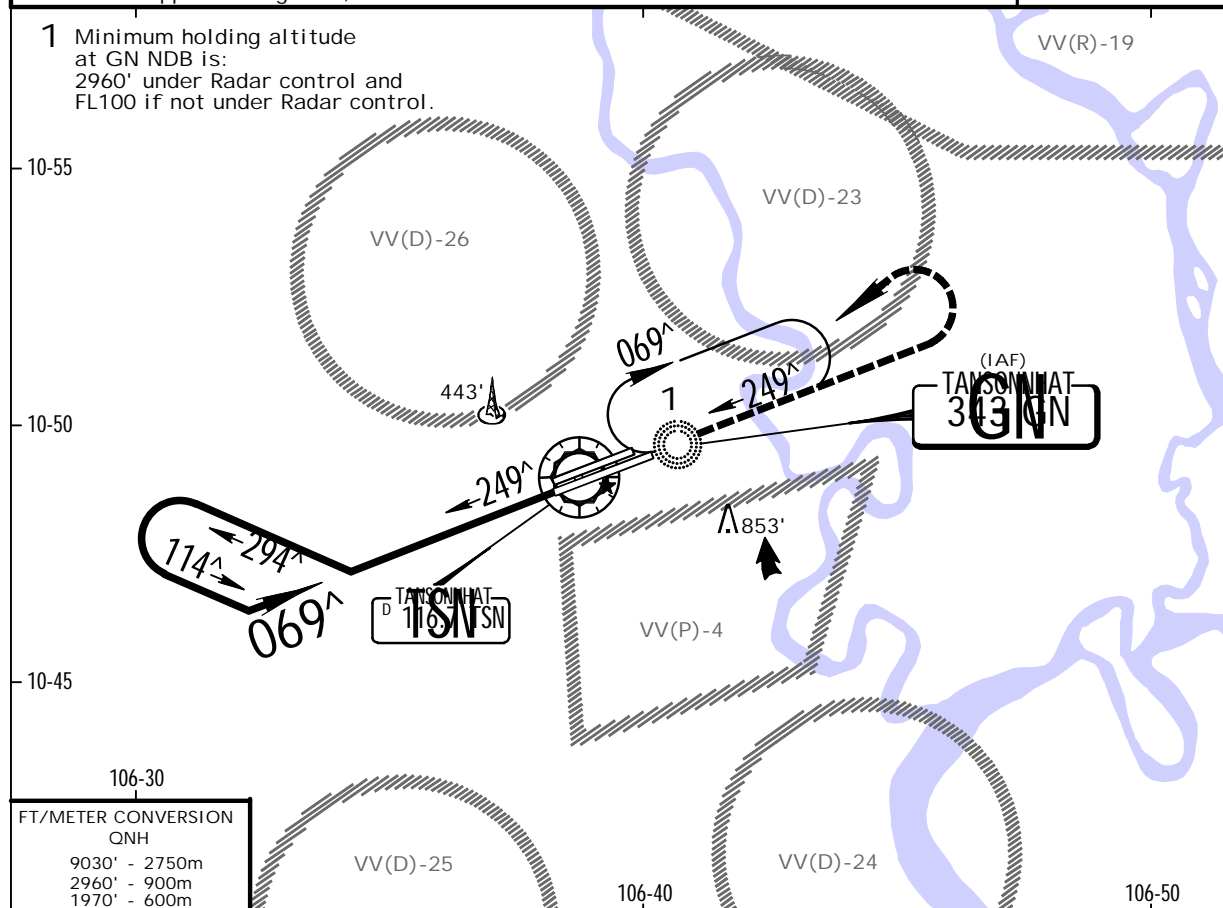 1 Minimum holding altitude
at GN NDB is:
2960' under Radar control and
FL100 if not under Radar control.
VV(R)-19
10-55
VV(D)-23
VV(D)-26
069^
(IAF)
TANSONNHAT
343 GN
GN
443'
1
249^
10-50
249^
853'
294^
114^
069^
TANSONNHAT
D 116.7 TSN
TSN
VV(P)-4
10-45
106-30
FT/METER CONVERSION
QNH
9030' - 2750m
2960' - 900m
1970' - 600m
VV(D)-25
VV(D)-24
106-40
106-50